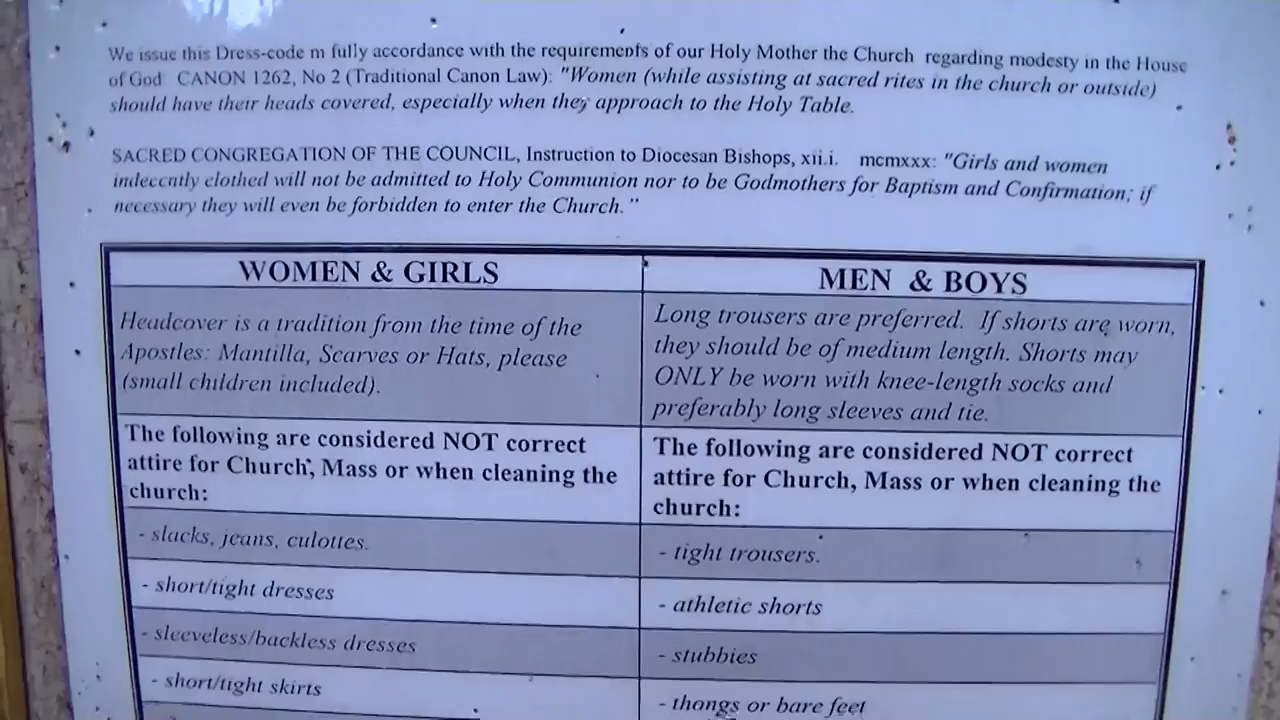 We issue this Dress-code m fully accordance with the requirements of our Holy Mother the Church regarding modesty in the House
of God CANON 1262, No 2 (Traditional Canon Law): "Women (while assisting at sacred rites in the church or outside)
should have their heads covered, especially when they approach to the Holy Table.
SACRED CONGREGATION OF THE COUNCIL, Instruction to Diocesan Bishops, xii.i. mcmxxx: "Girls and women
indecently clothed will not be admitted to Holy Communion nor to be Godmothers for Baptism and Confirmation; if
necessary they will even be forbidden to enter the Church."
WOMEN & GIRLS
Headcover is a tradition from the time of the
Apostles: Mantilla, Scarves or Hats, please
(small children included).
The following are considered NOT correct
attire for Church, Mass or when cleaning the
church:
- slacks, jeans, culottes.
- short/tight dresses
- sleeveless/backless dresses
- short/tight skirts
MEN & BOYS
Long trousers are preferred. If shorts are worn,
they should be of medium length. Shorts may
ONLY be worn with knee-length socks and
preferably long sleeves and tie.
The following are considered NOT correct
attire for Church, Mass or when cleaning the
church:
- tight trousers.
- athletic shorts
- stubbies
- thongs or bare feet